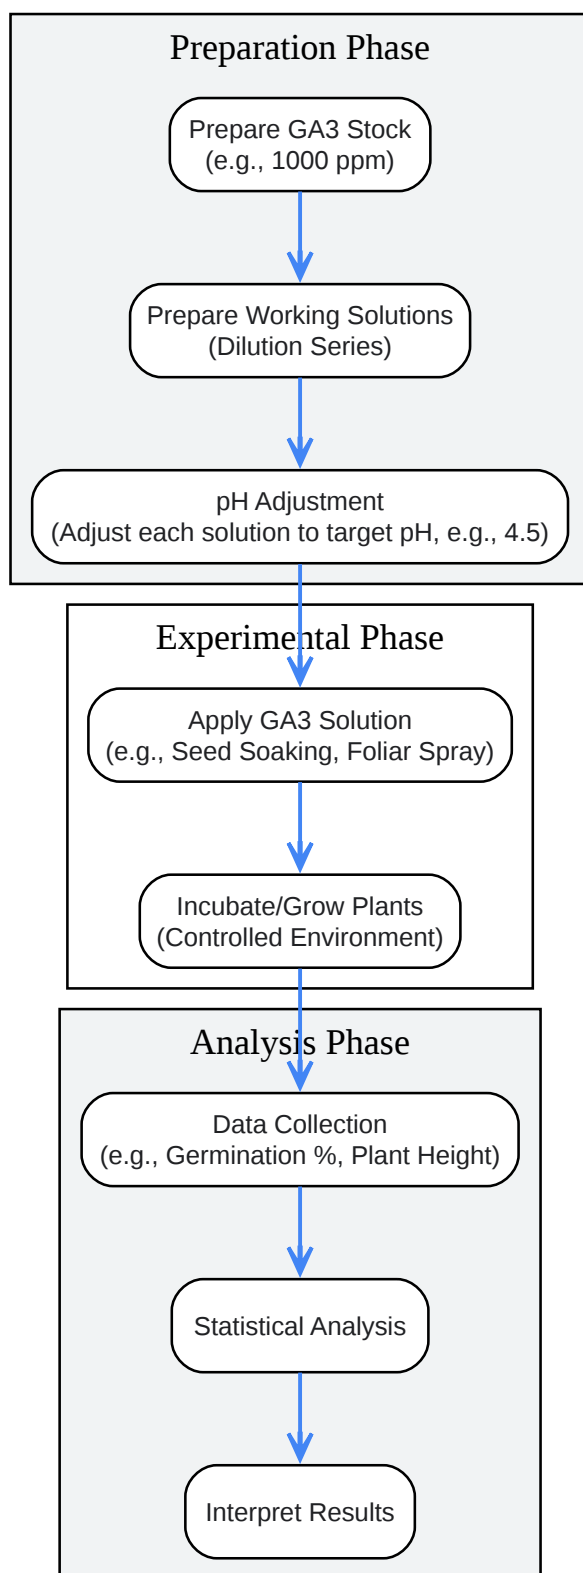 Preparation Phase
Prepare GA3 Stock
(e.g., 1000 ppm)
Prepare Working Solutions
(Dilution Series)
pH Adjustment
(Adjust each solution to target pH, e.g., 4.5)
Experimental Phase
Apply GA3 Solution
(e.g., Seed Soaking, Foliar Spray)
Incubate/Grow Plants
(Controlled Environment)
Analysis Phase
Data Collection
(e.g., Germination %, Plant Height)
Statistical Analysis
Interpret Results